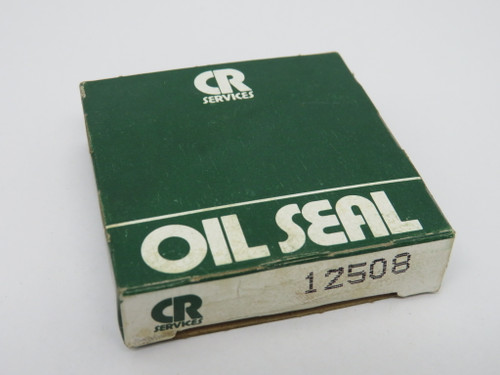 CR
SERVICES
OIL SEAL
12508
CR
SERVICES